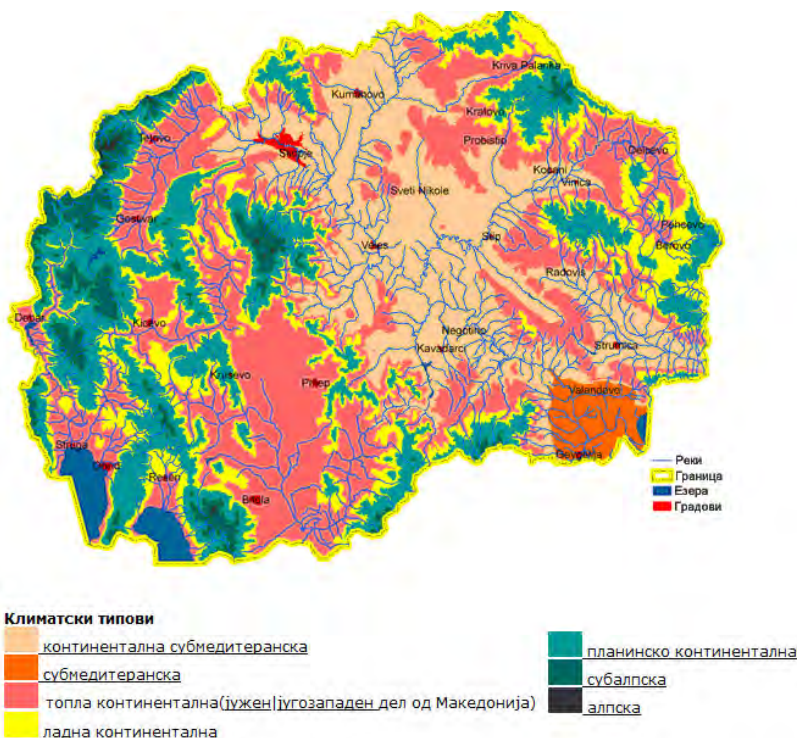 Kriva Palanka
Kumanovo
Kratovo
Tetovo
Probistip
Delcevo
Skopje
Kocani
Vinica
Sveti Nikole
Gostivar
Pehcevo
Berovo
Stip
Veles
Radovis
Debar
Kicevo
Negotino
Kavadarci
Strumica
Krusevo
Prilep
Valandovo
Struga
Ohrid
Resen
Gevgelija
Bitola
Реки
Граница
Езера
Градови
Климатски типови
континентална субмедитеранска
субмедитеранска
топла континентална(јужен|југозападен дел од Македонија)
ладна континентална
планинско континентална
субалпска
алпска